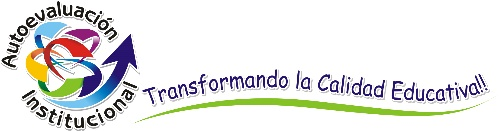 Autoevaluación
Institucional
Transformando la Calidad Educativa!!